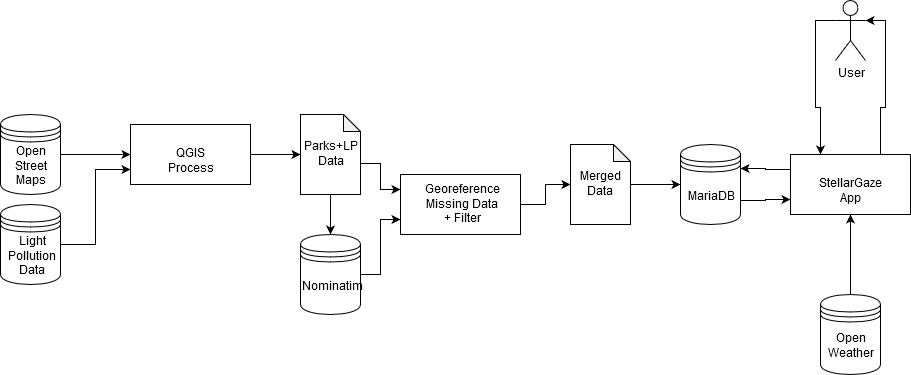 User
Open
Street
Maps
QGIS
Process
Parks+LP
Data
Light
Pollution
Data
Georeference
Missing Data
+ Filter
Nominatim
Merged
Data
MariaDB
StellarGaze
App
Open
Weather